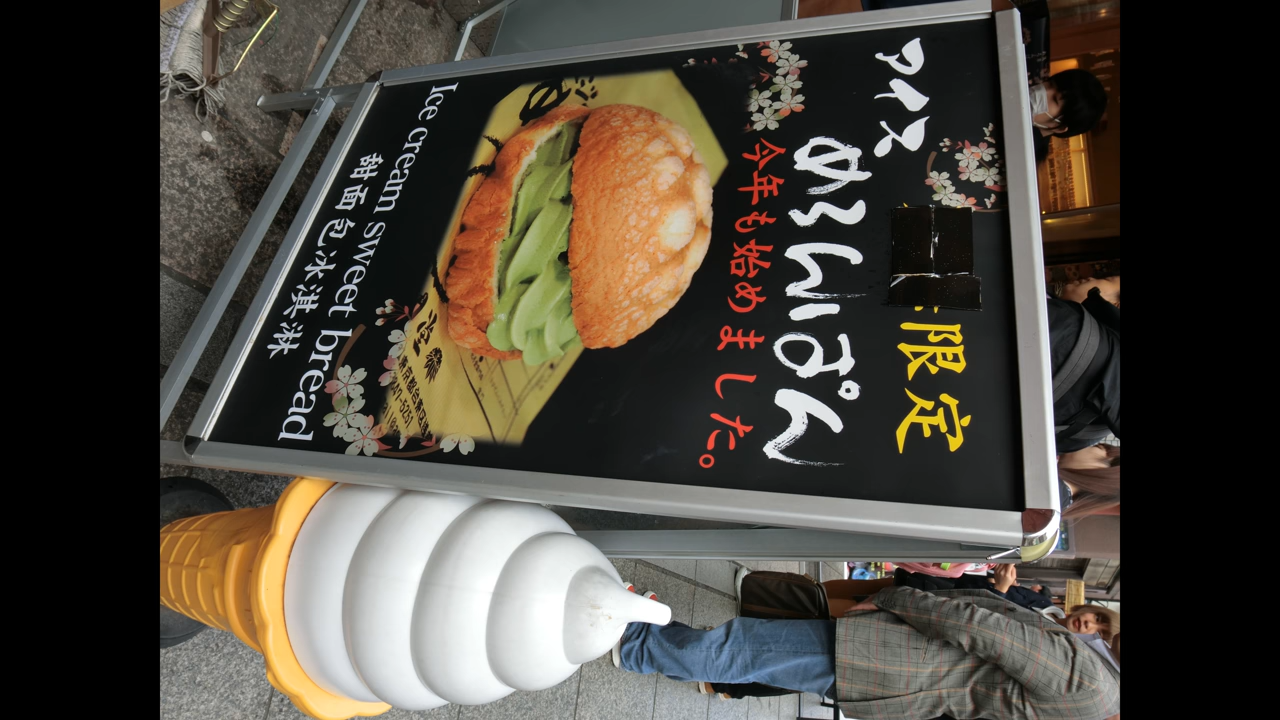 限定
アイス
めろんぱん
今年も始めました。
Ice cream sweet bread
甜面包冰淇淋